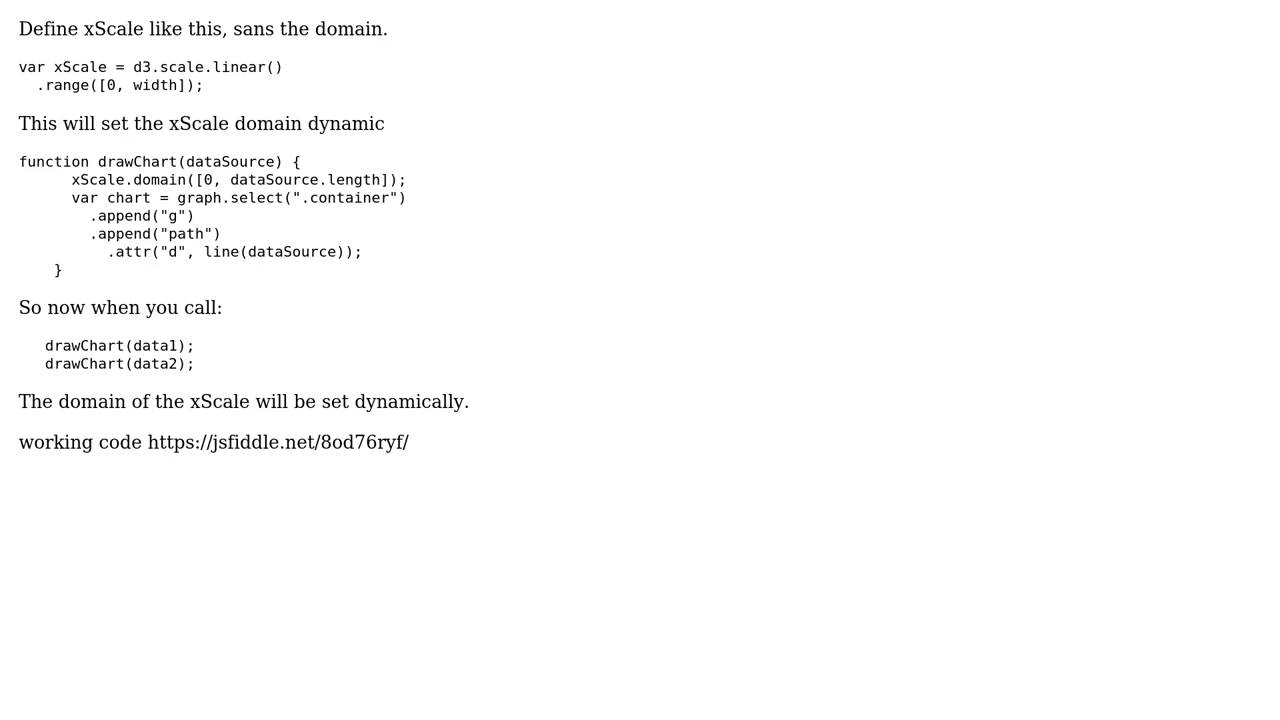 Define xScale like this, sans the domain.
var xScale = d3.scale.linear()
  .range([0, width]);
This will set the xScale domain dynamic
function drawChart(dataSource) {
      xScale.domain([0, dataSource.length]);
      var chart = graph.select(".container")
        .append("g")
        .append("path")
          .attr("d", line(dataSource));
    }
So now when you call:
   drawChart(data1);
   drawChart(data2);
The domain of the xScale will be set dynamically.
working code https://jsfiddle.net/8od76ryf/